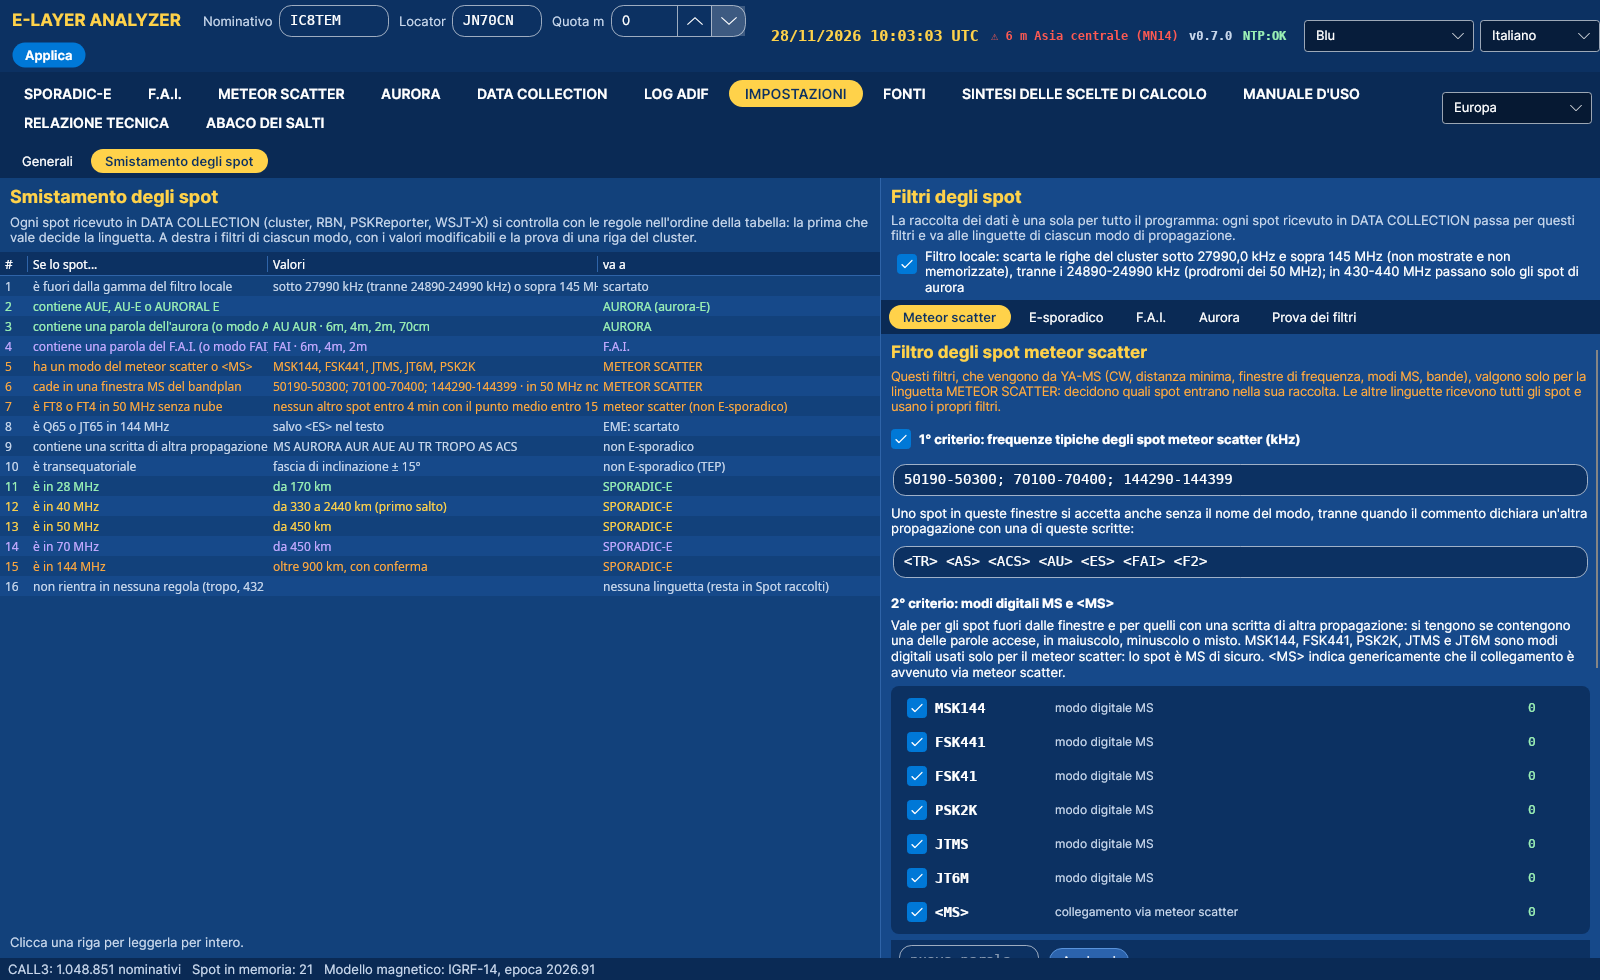 E-LAYER ANALYZER
Nominativo IC8TEM Locator JN70CN Quota m 0
28/11/2026 10:03:03 UTC ⚠ 6 m Asia centrale (MN14) v0.7.0 NTP:OK
Blu Italiano
Applica
SPORADIC-E F.A.I. METEOR SCATTER AURORA DATA COLLECTION LOG ADIF IMPOSTAZIONI FONTI SINTESI DELLE SCELTE DI CALCOLO MANUALE D'USO
RELAZIONE TECNICA ABACO DEI SALTI
Europa
Generali Smistamento degli spot
Smistamento degli spot
Ogni spot ricevuto in DATA COLLECTION (cluster, RBN, PSKReporter, WSJT-X) si controlla con le regole nell'ordine della tabella: la prima che
vale decide la linguetta. A destra i filtri di ciascun modo, con i valori modificabili e la prova di una riga del cluster.
# Se lo spot... Valori va a
1 è fuori dalla gamma del filtro locale sotto 27990 kHz (tranne 24890-24990 kHz) o sopra 145 MH scartato
2 contiene AUE, AU-E o AURORAL E AURORA (aurora-E)
3 contiene una parola dell'aurora (o modo A AU AUR · 6m, 4m, 2m, 70cm AURORA
4 contiene una parola del F.A.I. (o modo FAI FAI · 6m, 4m, 2m F.A.I.
5 ha un modo del meteor scatter o <MS> MSK144, FSK441, JTMS, JT6M, PSK2K METEOR SCATTER
6 cade in una finestra MS del bandplan 50190-50300; 70100-70400; 144290-144399 · in 50 MHz nc METEOR SCATTER
7 è FT8 o FT4 in 50 MHz senza nube nessun altro spot entro 4 min con il punto medio entro 15 meteor scatter (non E-sporadico)
8 è Q65 o JT65 in 144 MHz salvo <ES> nel testo EME: scartato
9 contiene una scritta di altra propagazione MS AURORA AUR AUE AU TR TROPO AS ACS non E-sporadico
10 è transequatoriale fascia di inclinazione ± 15° non E-sporadico (TEP)
11 è in 28 MHz da 170 km SPORADIC-E
12 è in 40 MHz da 330 a 2440 km (primo salto) SPORADIC-E
13 è in 50 MHz da 450 km SPORADIC-E
14 è in 70 MHz da 450 km SPORADIC-E
15 è in 144 MHz oltre 900 km, con conferma SPORADIC-E
16 non rientra in nessuna regola (tropo, 432 nessuna linguetta (resta in Spot raccolti)
Clicca una riga per leggerla per intero.
Filtri degli spot
La raccolta dei dati è una sola per tutto il programma: ogni spot ricevuto in DATA COLLECTION passa per questi
filtri e va alle linguette di ciascun modo di propagazione.
Filtro locale: scarta le righe del cluster sotto 27990,0 kHz e sopra 145 MHz (non mostrate e non
memorizzate), tranne i 24890-24990 kHz (prodromi dei 50 MHz); in 430-440 MHz passano solo gli spot di
aurora
Meteor scatter E-sporadico F.A.I. Aurora Prova dei filtri
Filtro degli spot meteor scatter
Questi filtri, che vengono da YA-MS (CW, distanza minima, finestre di frequenza, modi MS, bande), valgono solo per la
linguetta METEOR SCATTER: decidono quali spot entrano nella sua raccolta. Le altre linguette ricevono tutti gli spot e
usano i propri filtri.
1° criterio: frequenze tipiche degli spot meteor scatter (kHz)
50190-50300; 70100-70400; 144290-144399
Uno spot in queste finestre si accetta anche senza il nome del modo, tranne quando il commento dichiara un'altra
propagazione con una di queste scritte:
<TR> <AS> <ACS> <AU> <ES> <FAI> <F2>
2° criterio: modi digitali MS e <MS>
Vale per gli spot fuori dalle finestre e per quelli con una scritta di altra propagazione: si tengono se contengono
una delle parole accese, in maiuscolo, minuscolo o misto. MSK144, FSK441, PSK2K, JTMS e JT6M sono modi
digitali usati solo per il meteor scatter: lo spot è MS di sicuro. <MS> indica genericamente che il collegamento è
avvenuto via meteor scatter.
MSK144 modo digitale MS 0
FSK441 modo digitale MS 0
FSK41 modo digitale MS 0
PSK2K modo digitale MS 0
JTMS modo digitale MS 0
JT6M modo digitale MS 0
<MS> collegamento via meteor scatter 0
CALL3: 1.048.851 nominativi Spot in memoria: 21 Modello magnetico: IGRF-14, epoca 2026.91